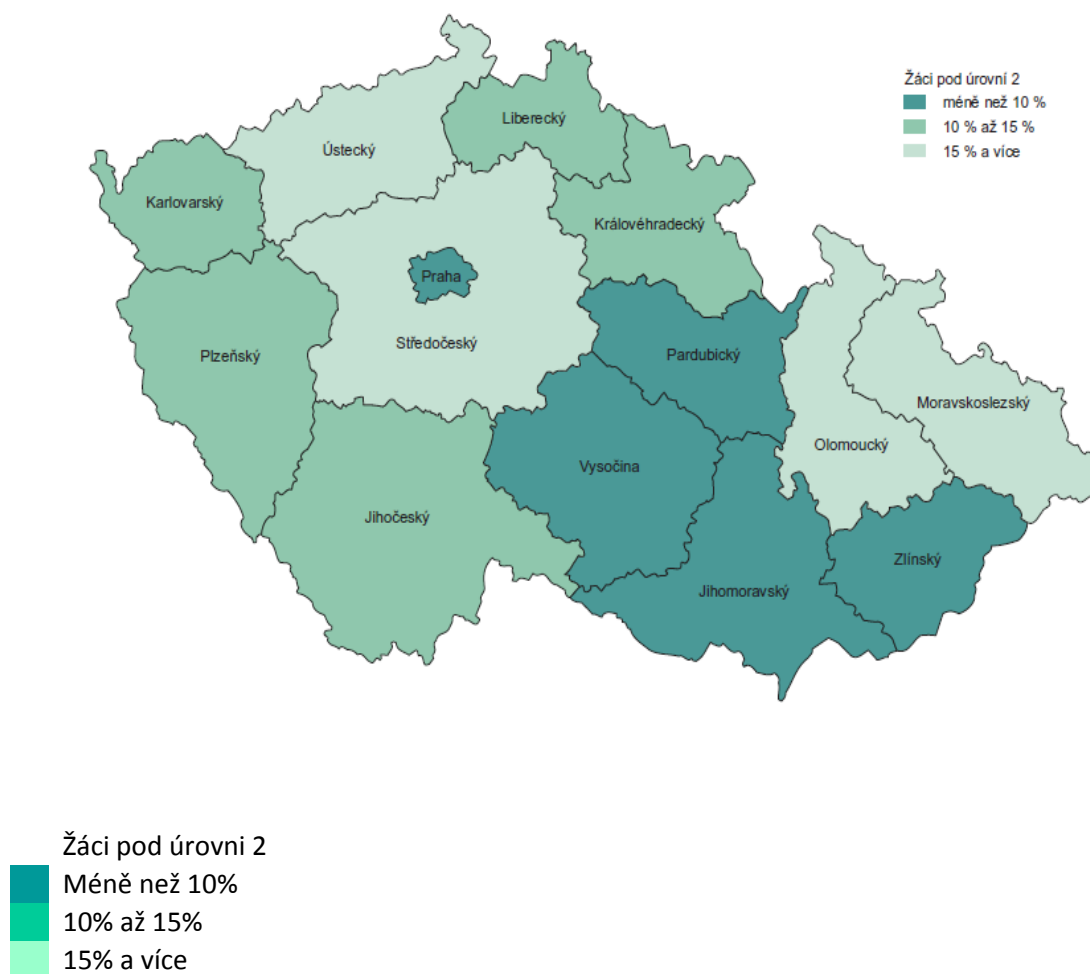 Žáci pod úrovní 2
méně než 10 %
10 % až 15 %
15 % a více
Liberecký
Ústecký
Karlovarský
Královéhradecký
Praha
Středočeský
Plzeňský
Pardubický
Moravskoslezský
Olomoucký
Vysočina
Jihočeský
Zlínský
Jihomoravský
Žáci pod úrovni 2
Méně než 10%
10% až 15%
15% a více